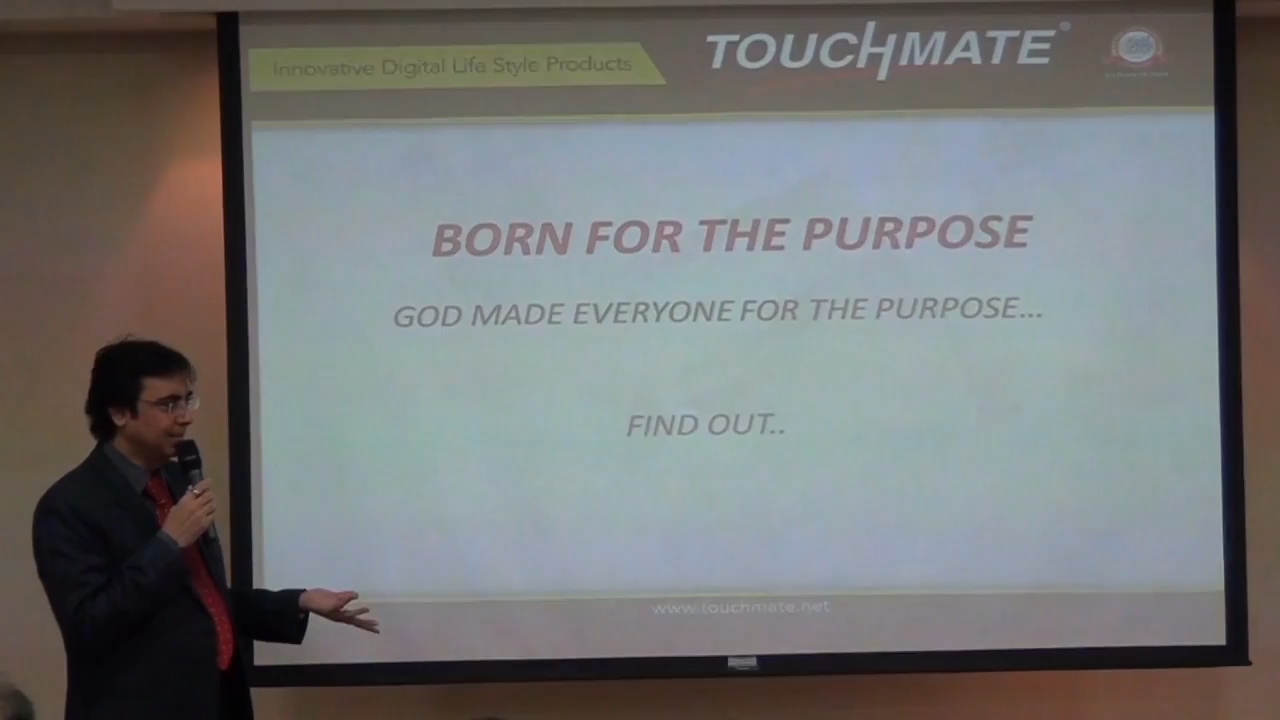 Innovative Digital Life Style Products
TOUCHMATE®
BORN FOR THE PURPOSE
GOD MADE EVERYONE FOR THE PURPOSE...
FIND OUT..
www.touchmate.net